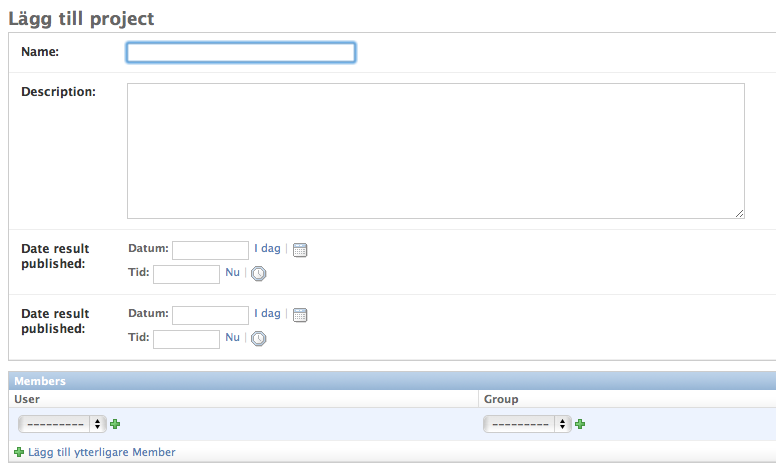 Lägg till project
Name:
Description:
Date result published:
Datum: I dag
Tid: Nu
Date result published:
Datum: I dag
Tid: Nu
Members
User Group
--------- ---------
Lägg till ytterligare Member